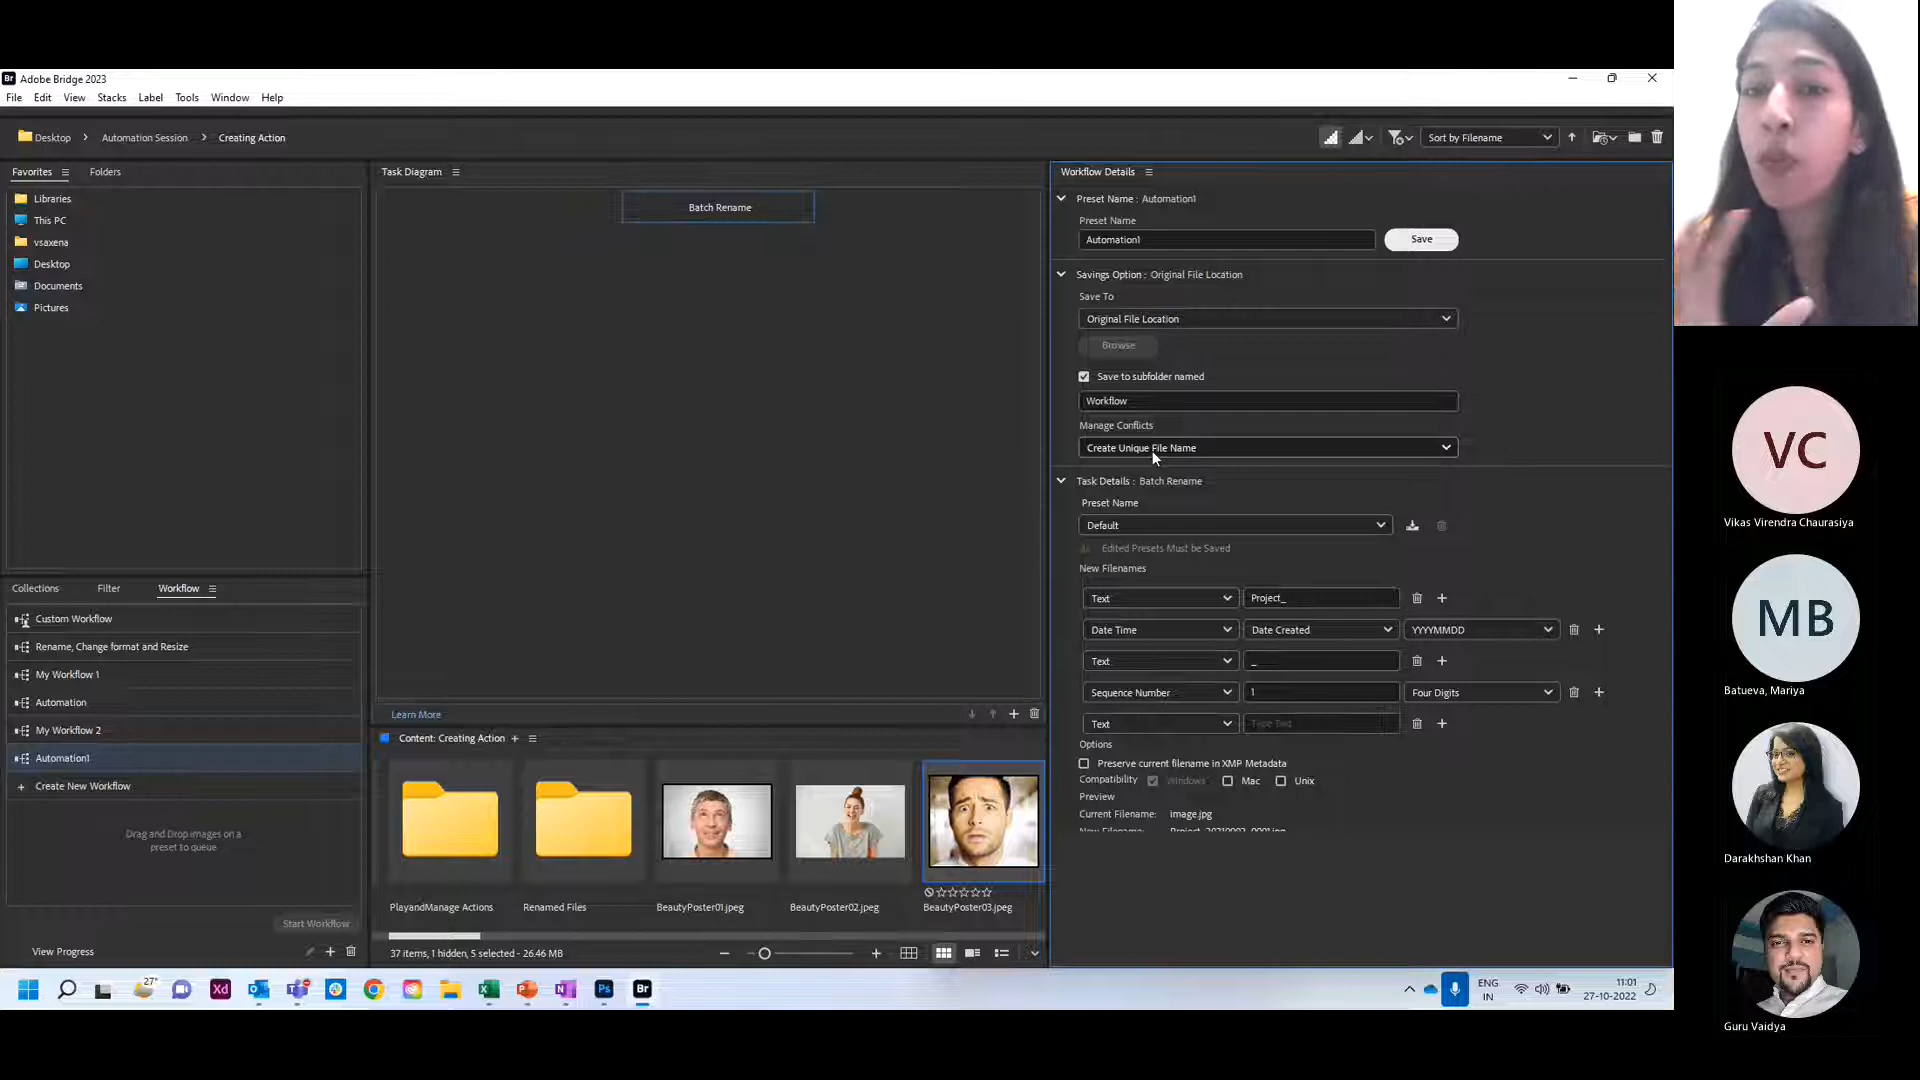 Br Adobe Bridge 2023
File Edit View Stacks Label Tools Window Help
Desktop Automation Session Creating Action
Sort by Filename
Favorites Folders
Libraries
This PC
vsaxena
Desktop
Documents
Pictures
Task Diagram
Batch Rename
Learn More
Workflow Details
Preset Name : Automation1
Preset Name
Automation1 Save
Savings Option : Original File Location
Save To
Original File Location
Browse
Save to subfolder named
Workflow
Manage Conflicts
Create Unique File Name
Task Details : Batch Rename
Preset Name
Default
Edited Presets Must be Saved
New Filenames
Text Project_
Date Time Date Created YYYYMMDD
Text _
Sequence Number 1 Four Digits
Text Type Text
Options
Preserve current filename in XMP Metadata
Compatibility Windows Mac Unix
Preview
Current Filename: image.jpg
Collections Filter Workflow
Custom Workflow
Rename, Change format and Resize
My Workflow 1
Automation
My Workflow 2
Automation1
+ Create New Workflow
Drag and Drop images on a
preset to queue
Start Workflow
View Progress
Content: Creating Action
PlayandManage Actions
Renamed Files
BeautyPoster01.jpeg
BeautyPoster02.jpeg
BeautyPoster03.jpeg
37 items, 1 hidden, 5 selected - 26.46 MB
27°
Xd
Ps
Br
ENG
IN
11:01
27-10-2022
VC
Vikas Virendra Chaurasiya
MB
Batueva, Mariya
Darakhshan Khan
Guru Vaidya